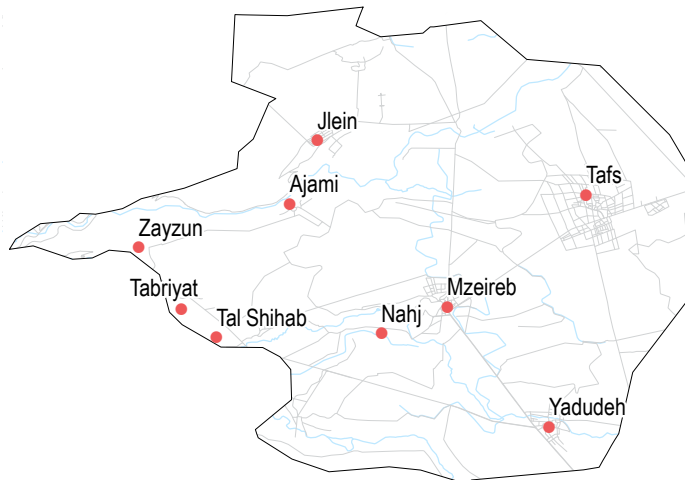 Jlein
Tafs
Ajami
Zayzun
Mzeireb
Tabriyat
Nahj
Tal Shihab
Yadudeh